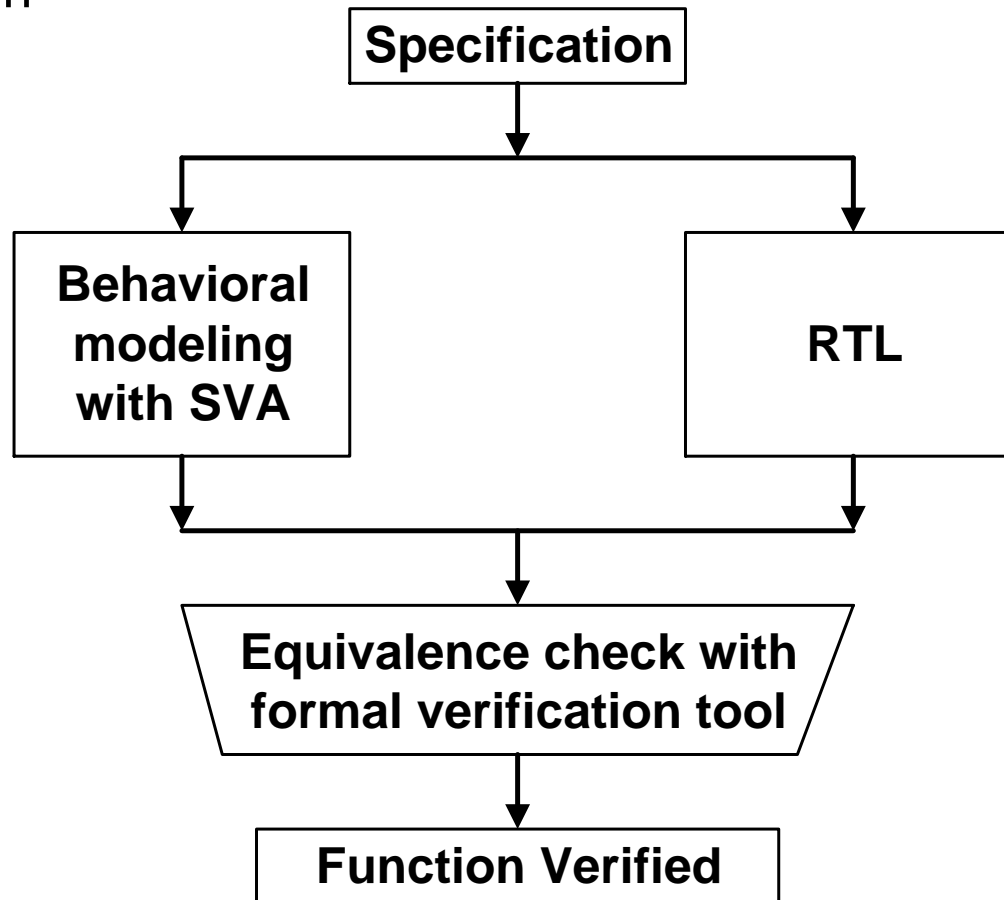 Specification
Behavioral
modeling
with SVA
RTL
Equivalence check with
formal verification tool
Function Verified